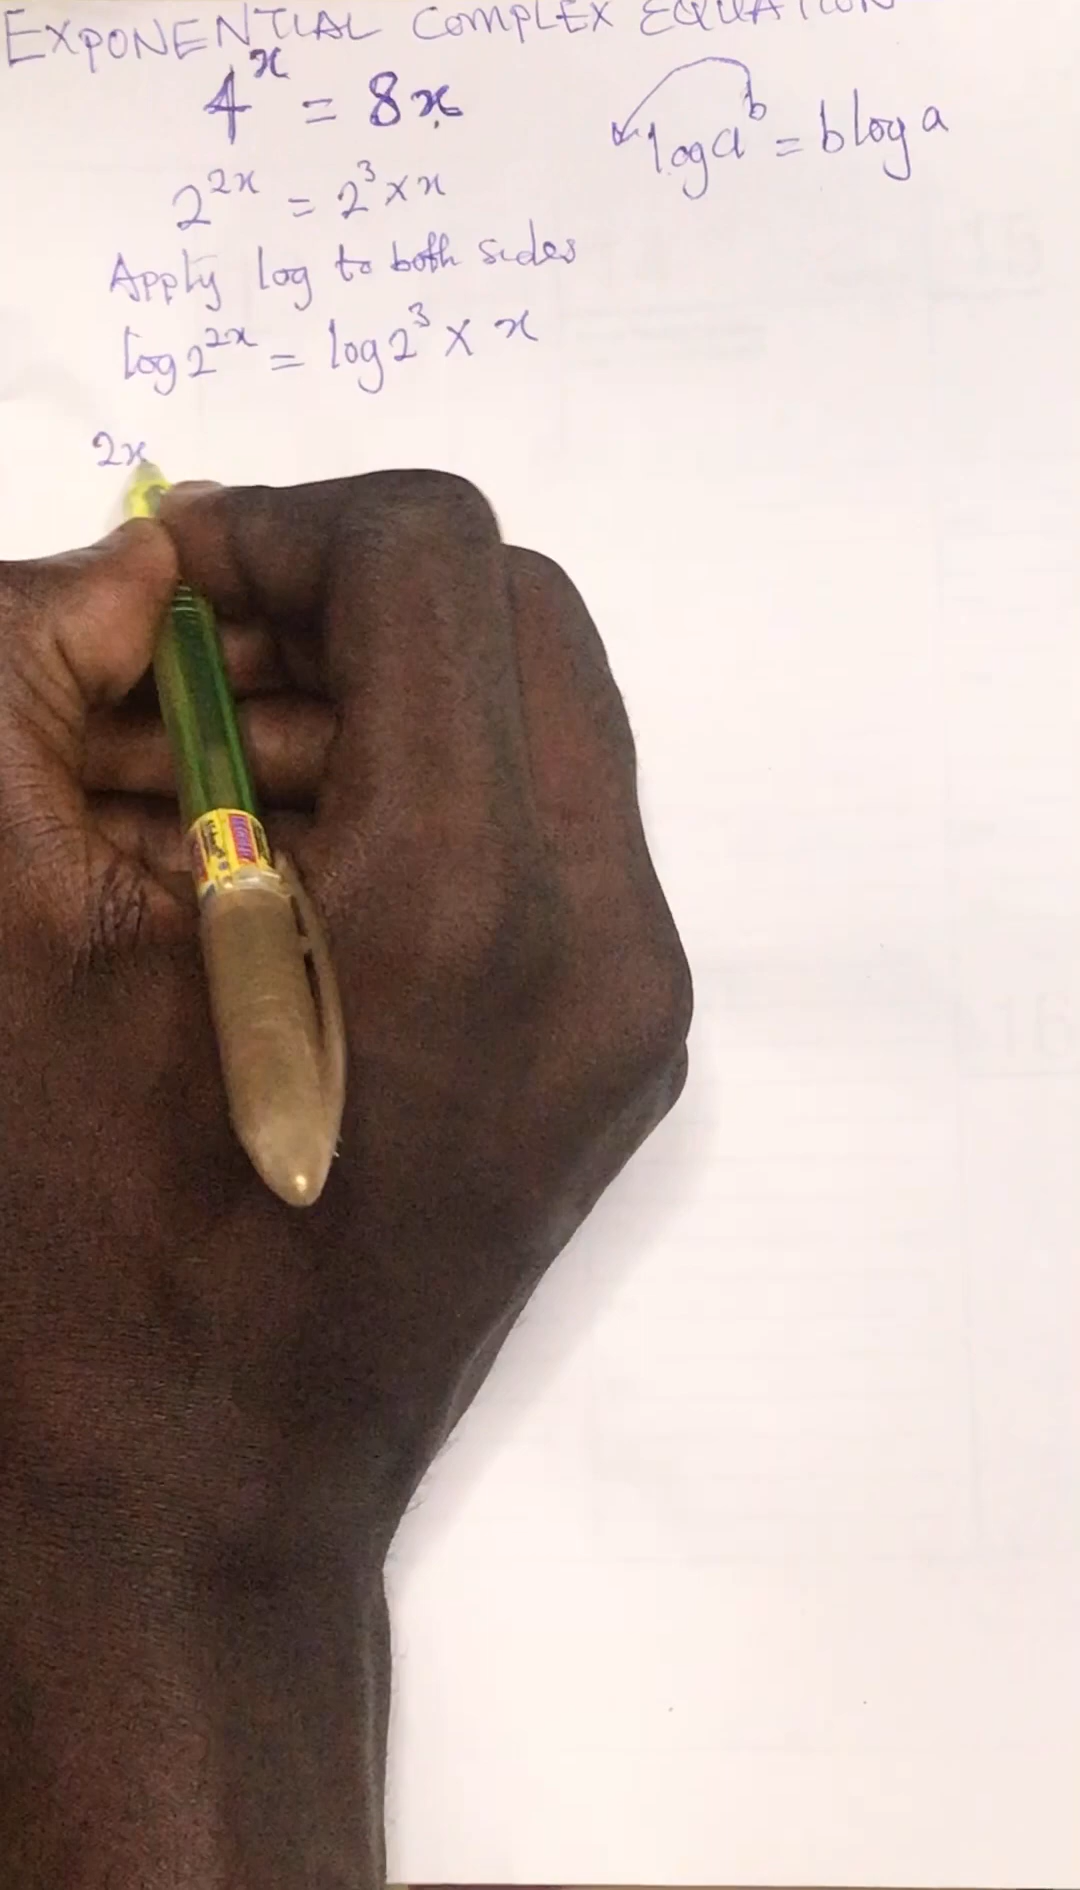 EXPONENTIAL COMPLEX EQUATION
4^x = 8x
log a^b = b log a
2^2x = 2^3 × x
Apply log to both sides
log 2^2x = log 2^3 × x
2x